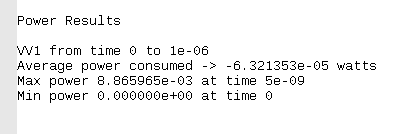 Power Results
VV1 from time 0 to 1e-06
Average power consumed -> -6.321353e-05 watts
Max power 8.865965e-03 at time 5e-09
Min power 0.000000e+00 at time 0